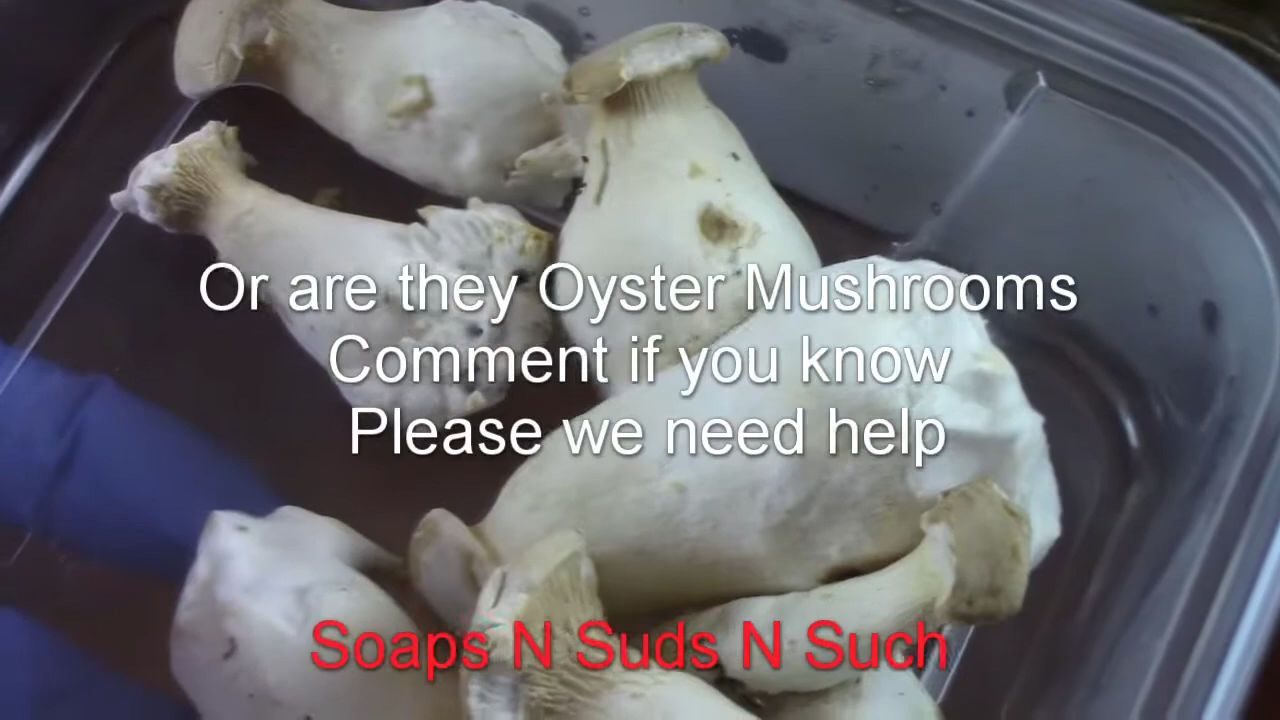 Or are they Oyster Mushrooms
Comment if you know
Please we need help
Soaps N Suds N Such